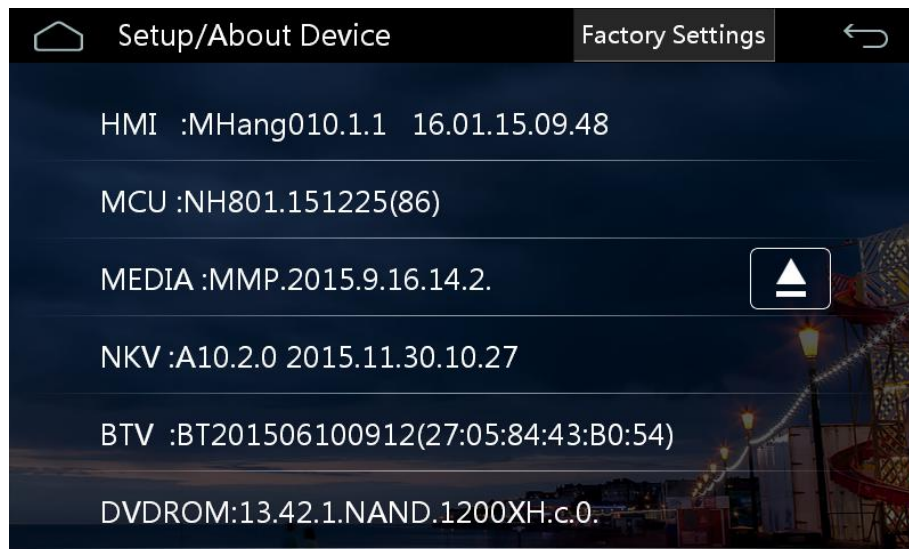 Setup/About Device Factory Settings
HMI :MHang010.1.1 16.01.15.09.48
MCU :NH801.151225(86)
MEDIA :MMP.2015.9.16.14.2.
NKV :A10.2.0 2015.11.30.10.27
BTV :BT201506100912(27:05:84:43:B0:54)
DVDROM:13.42.1.NAND.1200XH.c.0.